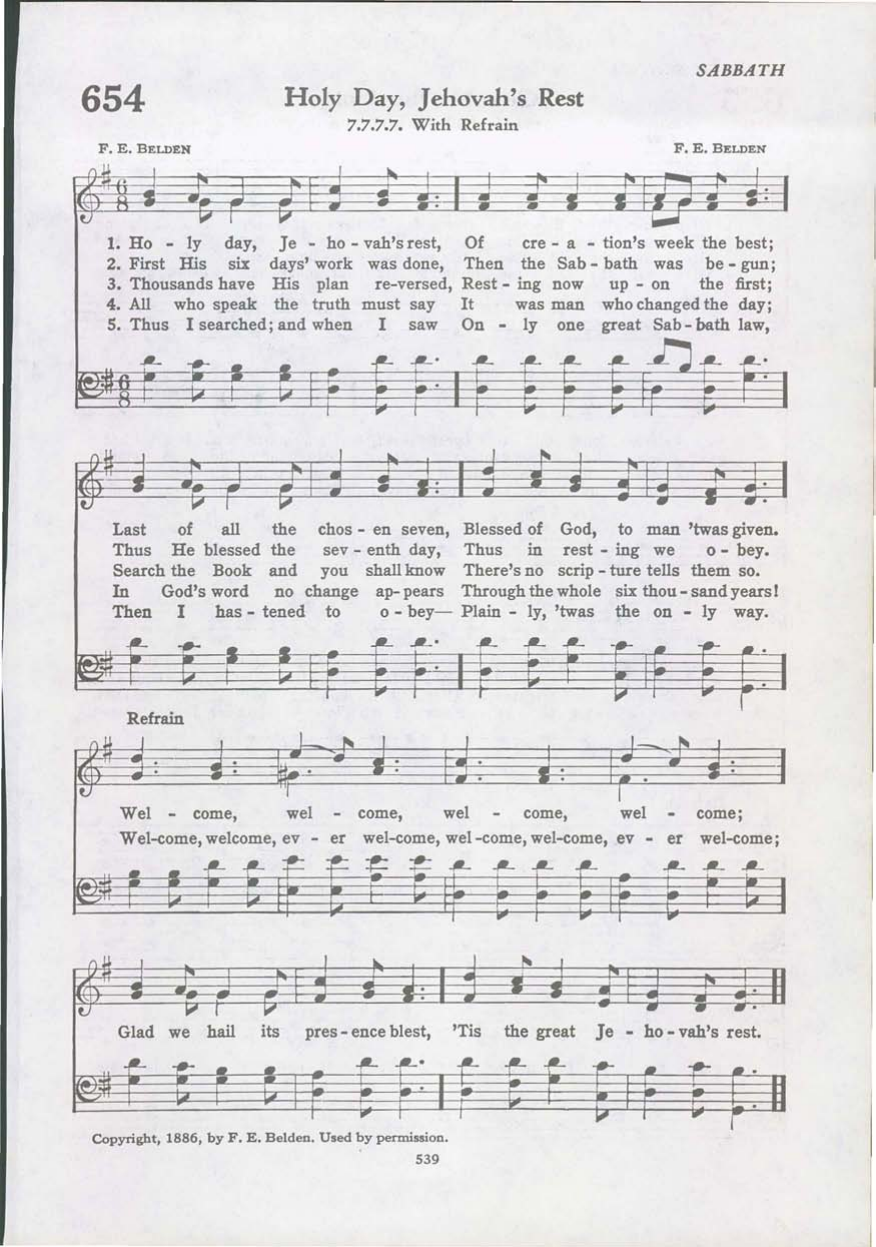 SABBATH
654 Holy Day, Jehovah's Rest
7.7.7.7. With Refrain
F. E. BELDEN F. E. BELDEN
6 8
1. Ho - ly day, Je - ho - vah's rest, Of cre - a - tion's week the best;
2. First His six days' work was done, Then the Sab - bath was be - gun;
3. Thousands have His plan re-versed, Rest - ing now up - on the first;
4. All who speak the truth must say It was man who changed the day;
5. Thus I searched; and when I saw On - ly one great Sab - bath law,
6 8
Last of all the chos - en seven, Blessed of God, to man 'twas given.
Thus He blessed the sev - enth day, Thus in rest - ing we o - bey.
Search the Book and you shall know There's no scrip - ture tells them so.
In God's word no change ap- pears Through the whole six thou - sand years!
Then I has - tened to o - bey— Plain - ly, 'twas the on - ly way.
Refrain
Wel - come, wel - come, wel - come, wel - come;
Wel-come, welcome, ev - er wel-come, wel -come, wel-come, ev - er wel-come;
Glad we hail its pres - ence blest, 'Tis the great Je - ho - vah's rest.
Copyright, 1886, by F. E. Belden. Used by permission.
539